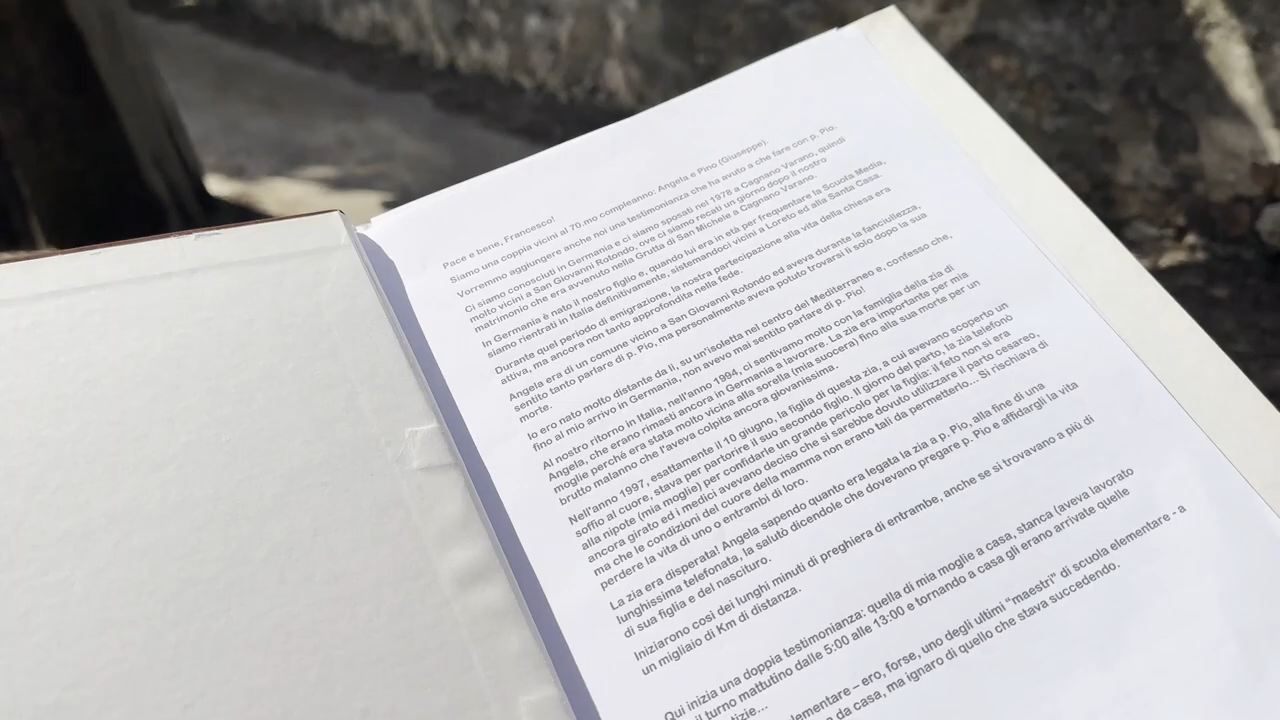 Pace e bene, Francesco!
Siamo una coppia vicini al 70.mo compleanno: Angela e Pino (Giuseppe).
Vorremmo aggiungere anche noi una testimonianza che ha avuto a che fare con p. Pio.
Ci siamo conosciuti in Germania e ci siamo sposati nel 1978 a Cagnano Varano, quindi
molto vicini a San Giovanni Rotondo, ove ci siamo recati un giorno dopo il nostro
matrimonio che era avvenuto nella Grotta di San Michele a Cagnano Varano.
In Germania è nato il nostro figlio e, quando lui era in età per frequentare la Scuola Media,
siamo rientrati in Italia definitivamente, sistemandoci vicini a Loreto ed alla Santa Casa.
Durante quel periodo di emigrazione, la nostra partecipazione alla vita della chiesa era
attiva, ma ancora non tanto approfondita nella fede.
Angela era di un comune vicino a San Giovanni Rotondo ed aveva durante la fanciullezza,
sentito tanto parlare di p. Pio, ma personalmente aveva potuto trovarsi lì solo dopo la sua
morte.
Io ero nato molto distante da lì, su un'isoletta nel centro del Mediterraneo e, confesso che,
fino al mio arrivo in Germania, non avevo mai sentito parlare di p. Pio!
Al nostro ritorno in Italia, nell'anno 1994, ci sentivamo molto con la famiglia della zia di
Angela, che erano rimasti ancora in Germania a lavorare. La zia era importante per mia
moglie perché era stata molto vicina alla sorella (mia suocera) fino alla sua morte per un
brutto malanno che l'aveva colpita ancora giovanissima.
Nell'anno 1997, esattamente il 10 giugno, la figlia di questa zia, a cui avevano scoperto un
soffio al cuore, stava per partorire il suo secondo figlio. Il giorno del parto, la zia telefonò
alla nipote (mia moglie) per confidarle un grande pericolo per la figlia: il feto non si era
ancora girato ed i medici avevano deciso che si sarebbe dovuto utilizzare il parto cesareo,
ma che le condizioni del cuore della mamma non erano tali da permetterlo... Si rischiava di
perdere la vita di uno o entrambi di loro.
La zia era disperata! Angela sapendo quanto era legata la zia a p. Pio, alla fine di una
lunghissima telefonata, la salutò dicendole che dovevano pregare p. Pio e affidargli la vita
di sua figlia e del nascituro.
Iniziarono così dei lunghi minuti di preghiera di entrambe, anche se si trovavano a più di
un migliaio di Km di distanza.
Qui inizia una doppia testimonianza: quella di mia moglie a casa, stanca (aveva lavorato
il turno mattutino dalle 5:00 alle 13:00 e tornando a casa gli erano arrivate quelle
tizie...
lementare – ero, forse, uno degli ultimi "maestri" di scuola elementare - a
da casa, ma ignaro di quello che stava succedendo.